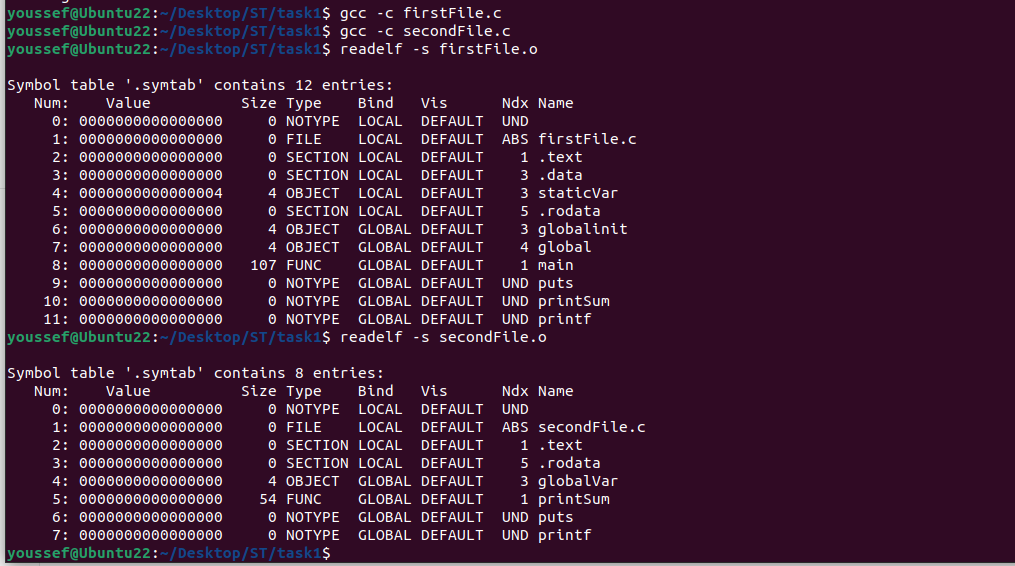 youssef@Ubuntu22:~/Desktop/ST/task1$ gcc -c firstFile.c
youssef@Ubuntu22:~/Desktop/ST/task1$ gcc -c secondFile.c
youssef@Ubuntu22:~/Desktop/ST/task1$ readelf -s firstFile.o

Symbol table '.symtab' contains 12 entries:
   Num:    Value          Size Type    Bind   Vis      Ndx Name
     0: 0000000000000000     0 NOTYPE  LOCAL  DEFAULT  UND
     1: 0000000000000000     0 FILE    LOCAL  DEFAULT  ABS firstFile.c
     2: 0000000000000000     0 SECTION LOCAL  DEFAULT    1 .text
     3: 0000000000000000     0 SECTION LOCAL  DEFAULT    3 .data
     4: 0000000000000004     4 OBJECT  LOCAL  DEFAULT    3 staticVar
     5: 0000000000000000     0 SECTION LOCAL  DEFAULT    5 .rodata
     6: 0000000000000000     4 OBJECT  GLOBAL DEFAULT    3 globalinit
     7: 0000000000000000     4 OBJECT  GLOBAL DEFAULT    4 global
     8: 0000000000000000   107 FUNC    GLOBAL DEFAULT    1 main
     9: 0000000000000000     0 NOTYPE  GLOBAL DEFAULT  UND puts
    10: 0000000000000000     0 NOTYPE  GLOBAL DEFAULT  UND printSum
    11: 0000000000000000     0 NOTYPE  GLOBAL DEFAULT  UND printf
youssef@Ubuntu22:~/Desktop/ST/task1$ readelf -s secondFile.o

Symbol table '.symtab' contains 8 entries:
   Num:    Value          Size Type    Bind   Vis      Ndx Name
     0: 0000000000000000     0 NOTYPE  LOCAL  DEFAULT  UND
     1: 0000000000000000     0 FILE    LOCAL  DEFAULT  ABS secondFile.c
     2: 0000000000000000     0 SECTION LOCAL  DEFAULT    1 .text
     3: 0000000000000000     0 SECTION LOCAL  DEFAULT    5 .rodata
     4: 0000000000000000     4 OBJECT  GLOBAL DEFAULT    3 globalVar
     5: 0000000000000000    54 FUNC    GLOBAL DEFAULT    1 printSum
     6: 0000000000000000     0 NOTYPE  GLOBAL DEFAULT  UND puts
     7: 0000000000000000     0 NOTYPE  GLOBAL DEFAULT  UND printf
youssef@Ubuntu22:~/Desktop/ST/task1$